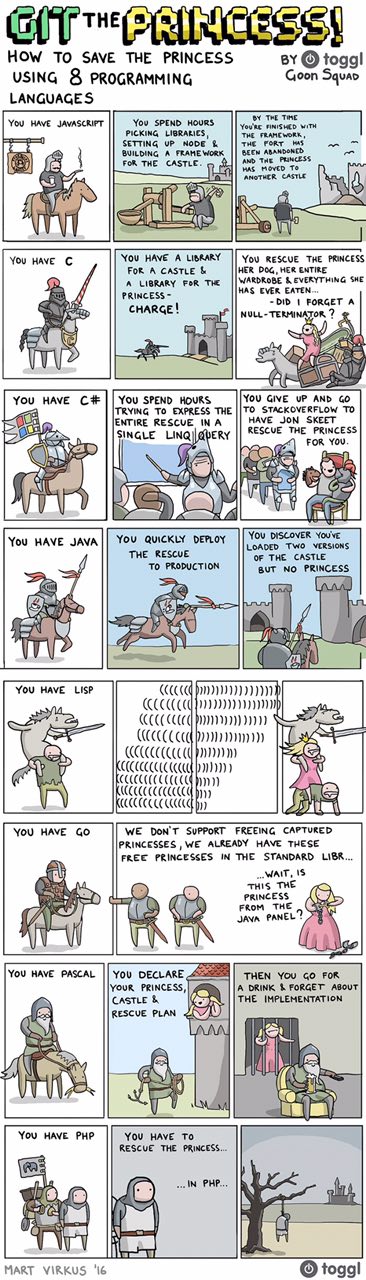 GIT THE PRINCESS!
HOW TO SAVE THE PRINCESS
USING 8 PROGRAMMING
LANGUAGES
BY toggl
GOON SQUAD
YOU HAVE JAVASCRIPT
YOU SPEND HOURS
PICKING LIBRARIES,
SETTING UP NODE &
BUILDING A FRAMEWORK
FOR THE CASTLE.
BY THE TIME
YOU'RE FINISHED WITH
THE FRAMEWORK,
THE FORT HAS
BEEN ABANDONED
AND THE PRINCESS
HAS MOVED TO
ANOTHER CASTLE
YOU HAVE C
YOU HAVE A LIBRARY
FOR A CASTLE &
A LIBRARY FOR THE
PRINCESS-
CHARGE!
YOU RESCUE THE PRINCESS
HER DOG, HER ENTIRE
WARDROBE & EVERYTHING SHE
HAS EVER EATEN...
- DID I FORGET A
NULL-TERMINATOR?
YOU HAVE C#
YOU SPEND HOURS
TRYING TO EXPRESS THE
ENTIRE RESCUE IN A
SINGLE LINQ QUERY
YOU GIVE UP AND GO
TO STACKOVERFLOW TO
HAVE JON SKEET
RESCUE THE PRINCESS
FOR YOU.
YOU HAVE JAVA
YOU QUICKLY DEPLOY
THE RESCUE
TO PRODUCTION
YOU DISCOVER YOU'VE
LOADED TWO VERSIONS
OF THE CASTLE
BUT NO PRINCESS
YOU HAVE LISP
YOU HAVE GO
WE DON'T SUPPORT FREEING CAPTURED
PRINCESSES, WE ALREADY HAVE THESE
FREE PRINCESSES IN THE STANDARD LIBR...
...WAIT, IS
THIS THE
PRINCESS
FROM THE
JAVA PANEL?
YOU HAVE PASCAL
YOU DECLARE
YOUR PRINCESS,
CASTLE &
RESCUE PLAN
THEN YOU GO FOR
A DRINK & FORGET ABOUT
THE IMPLEMENTATION
YOU HAVE PHP
YOU HAVE TO
RESCUE THE PRINCESS...
...IN PHP...
MART VIRKUS '16
toggl